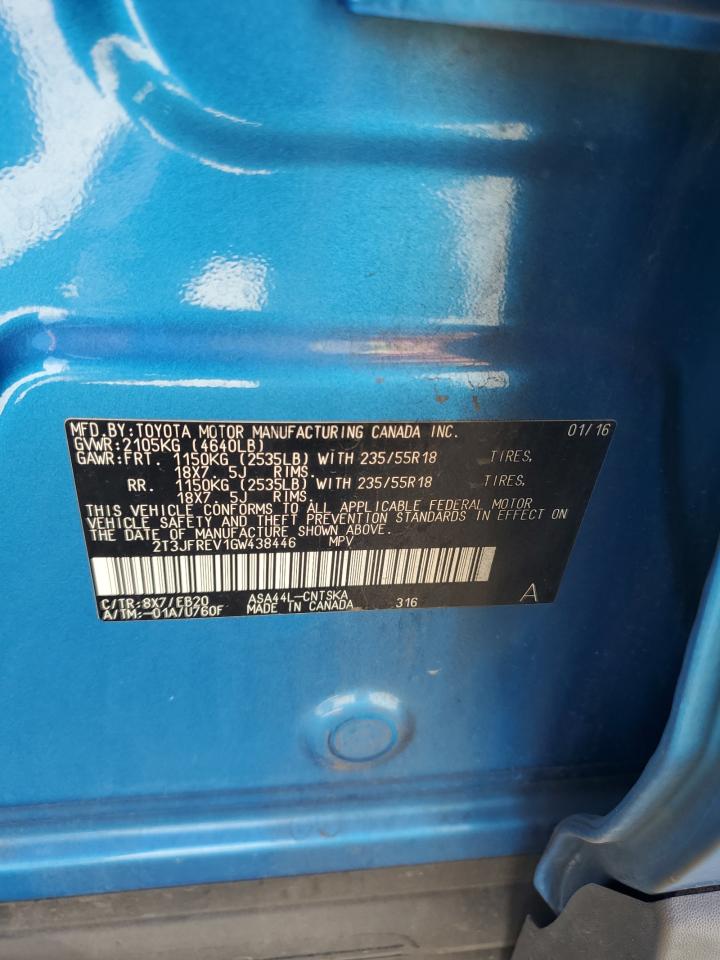 MFD.BY:TOYOTA MOTOR MANUFACTURING CANADA INC. 01/16
GVWR:2105KG (4640LB)
GAWR:FRT. 1150KG (2535LB) WITH 235/55R18 TIRES,
18X7.5J RIMS.
RR. 1150KG (2535LB) WITH 235/55R18 TIRES,
18X7.5J RIMS.
THIS VEHICLE CONFORMS TO ALL APPLICABLE FEDERAL MOTOR
VEHICLE SAFETY AND THEFT PREVENTION STANDARDS IN EFFECT ON
THE DATE OF MANUFACTURE SHOWN ABOVE.
2T3JFREV1GW438446 MPV
C/TR:8X7/EB20 ASA44L-CNTSKA
A/TM:-01A/U760F MADE IN CANADA 316 A